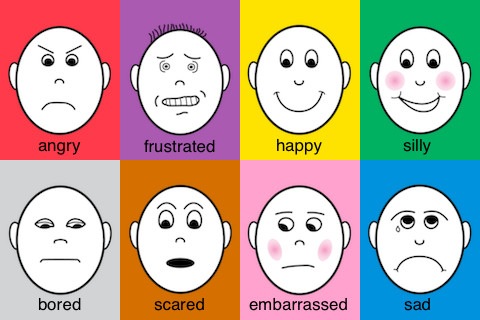 angry
frustrated
happy
silly
bored
scared
embarrassed
sad